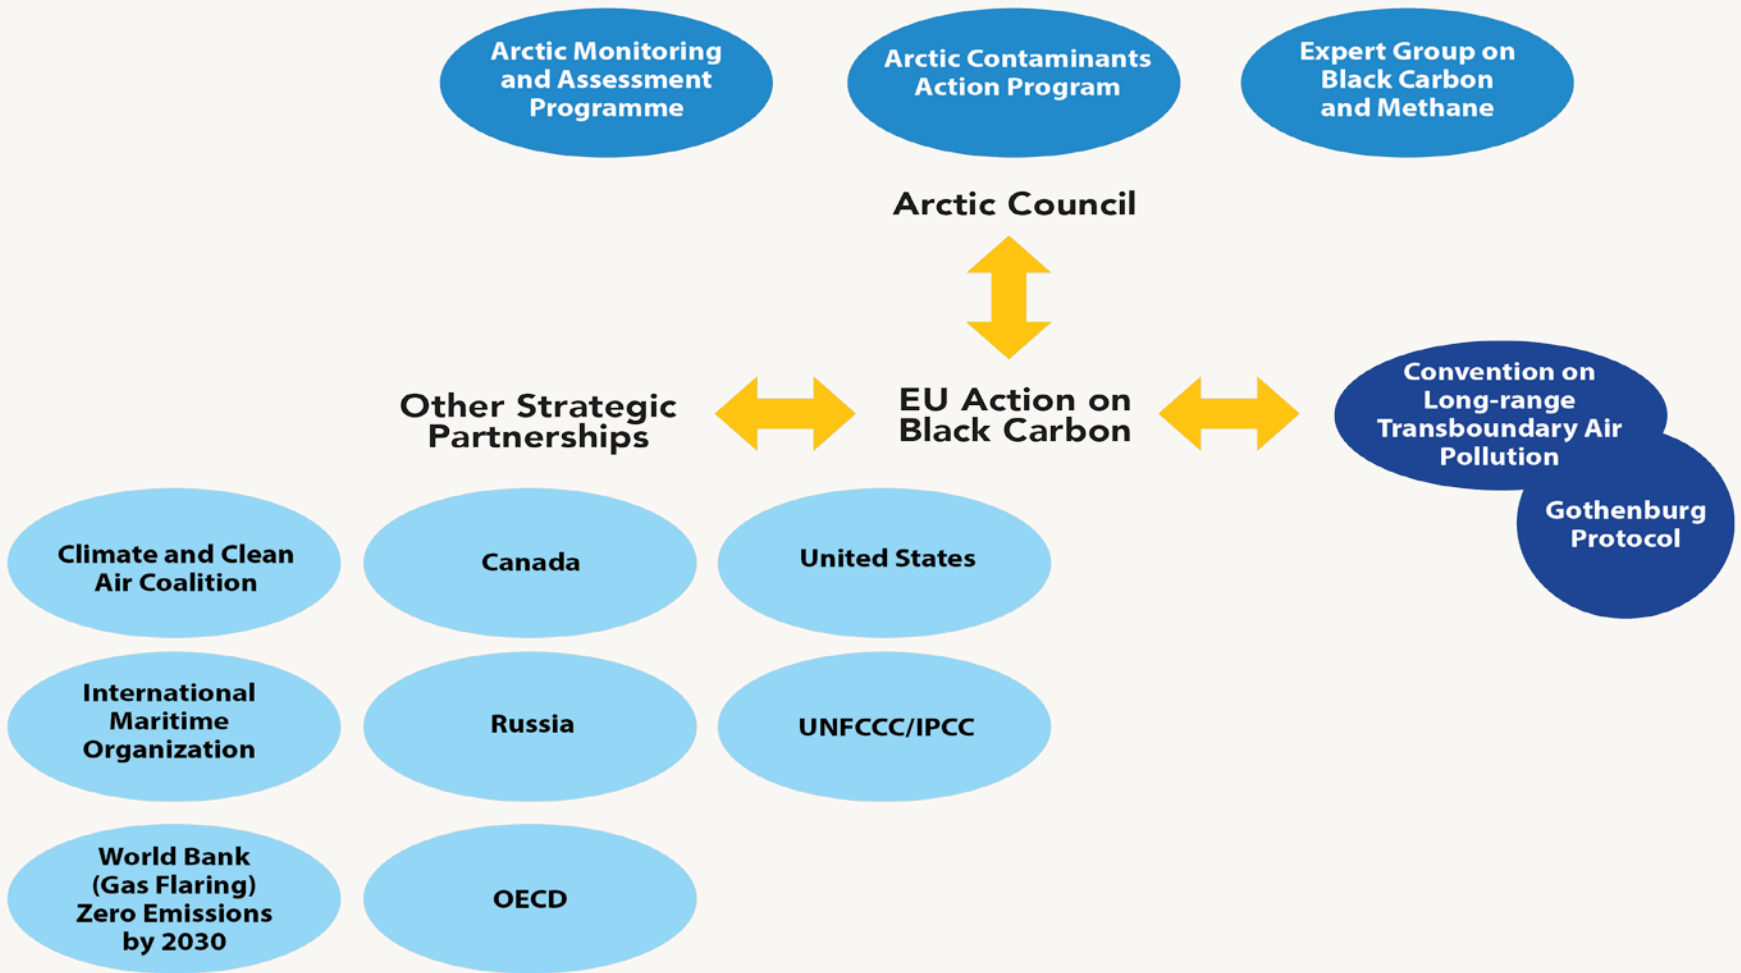 Arctic Monitoring
and Assessment
Programme
Arctic Contaminants
Action Program
Expert Group on
Black Carbon
and Methane
Arctic Council
Other Strategic
Partnerships
EU Action on
Black Carbon
Convention on
Long-range
Transboundary Air
Pollution
Gothenburg
Protocol
Climate and Clean
Air Coalition
Canada
United States
International
Maritime
Organization
Russia
UNFCCC/IPCC
World Bank
(Gas Flaring)
Zero Emissions
by 2030
OECD